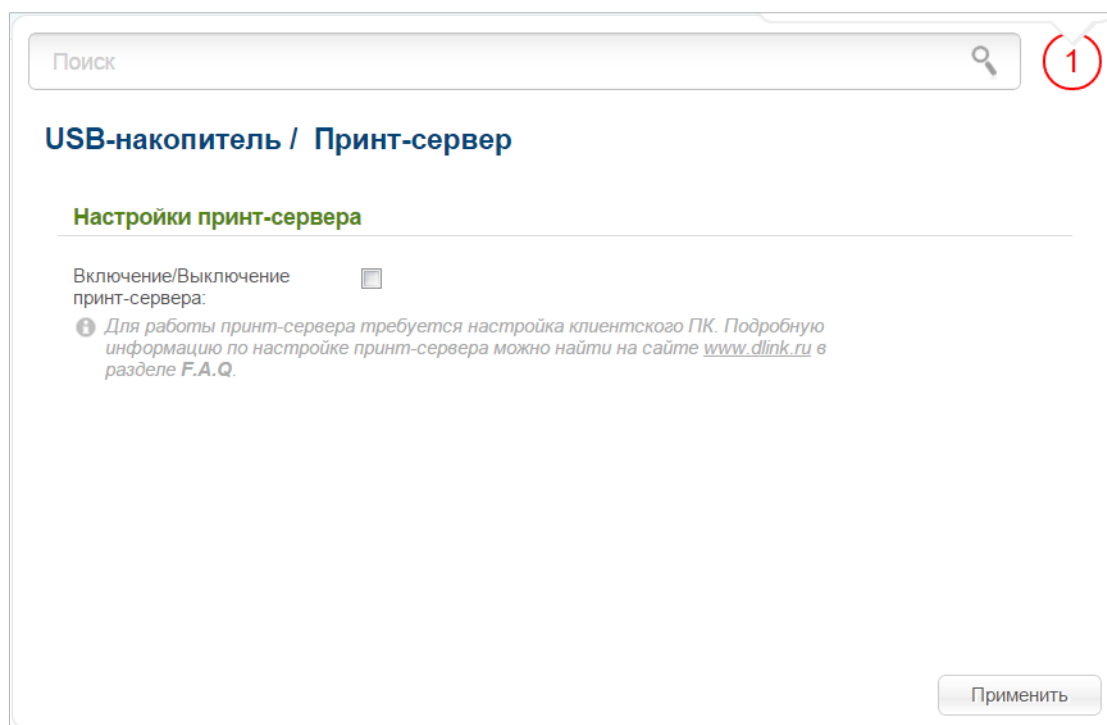 Поиск
1
USB-накопитель / Принт-сервер
Настройки принт-сервера
Включение/Выключение
принт-сервера:
Для работы принт-сервера требуется настройка клиентского ПК. Подробную
информацию по настройке принт-сервера можно найти на сайте www.dlink.ru в
разделе F.A.Q.
Применить